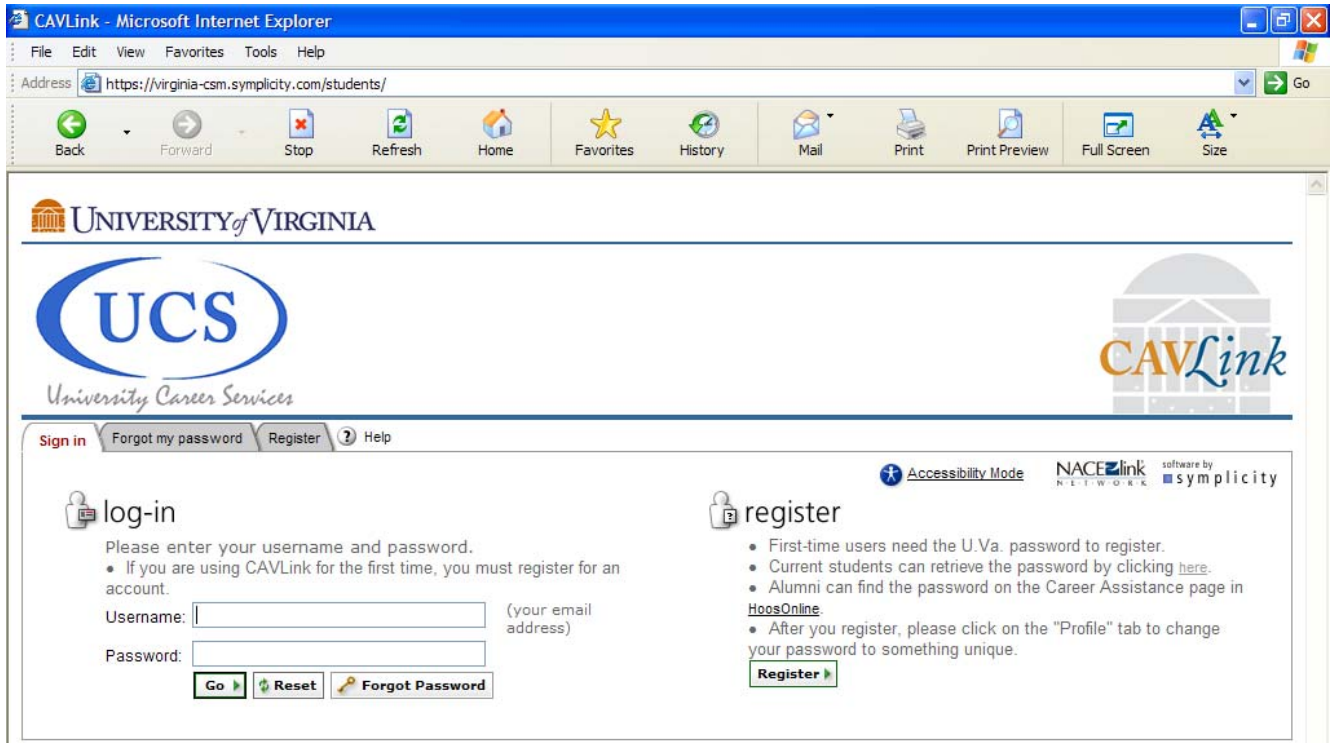 CAVLink - Microsoft Internet Explorer
File Edit View Favorites Tools Help
Address https://virginia-csm.symplicity.com/students/ Go
Back Forward Stop Refresh Home Favorites History Mail Print Print Preview Full Screen Size
UNIVERSITY of VIRGINIA
UCS
University Career Services
CAVLink
Sign in Forgot my password Register ? Help
Accessibility Mode
NACElink
N·E·T·W·O·R·K
software by
symplicity
log-in
Please enter your username and password.
• If you are using CAVLink for the first time, you must register for an
account.
Username: (your email
address)
Password:
Go Reset Forgot Password
register
• First-time users need the U.Va. password to register.
• Current students can retrieve the password by clicking here.
• Alumni can find the password on the Career Assistance page in
HoosOnline.
• After you register, please click on the "Profile" tab to change
your password to something unique.
Register